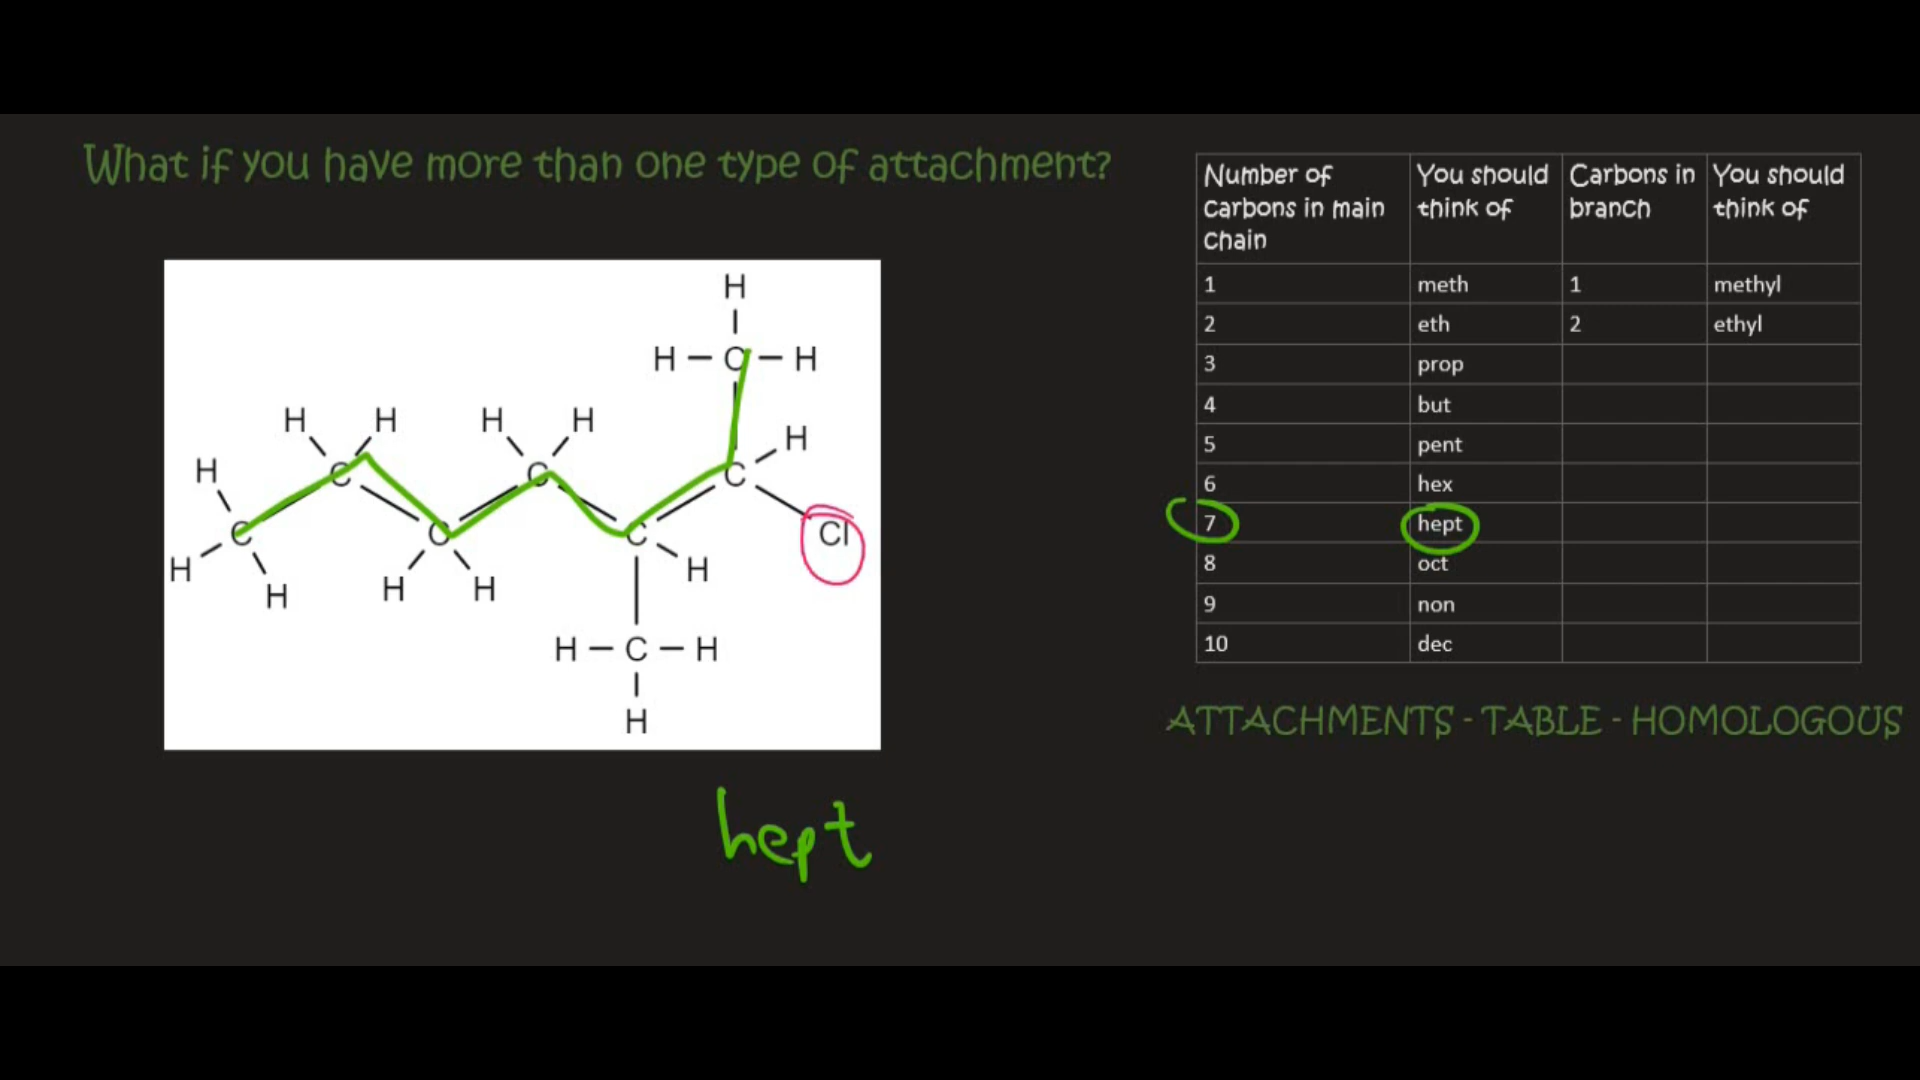 What if you have more than one type of attachment?
H
H – C – H
H H H H H
H C C C
C C C Cl
H H H H H
H – C – H
H
hept
Number of carbons in main chain You should think of Carbons in branch You should think of
1 meth 1 methyl
2 eth 2 ethyl
3 prop
4 but
5 pent
6 hex
7 hept
8 oct
9 non
10 dec
ATTACHMENTS - TABLE - HOMOLOGOUS